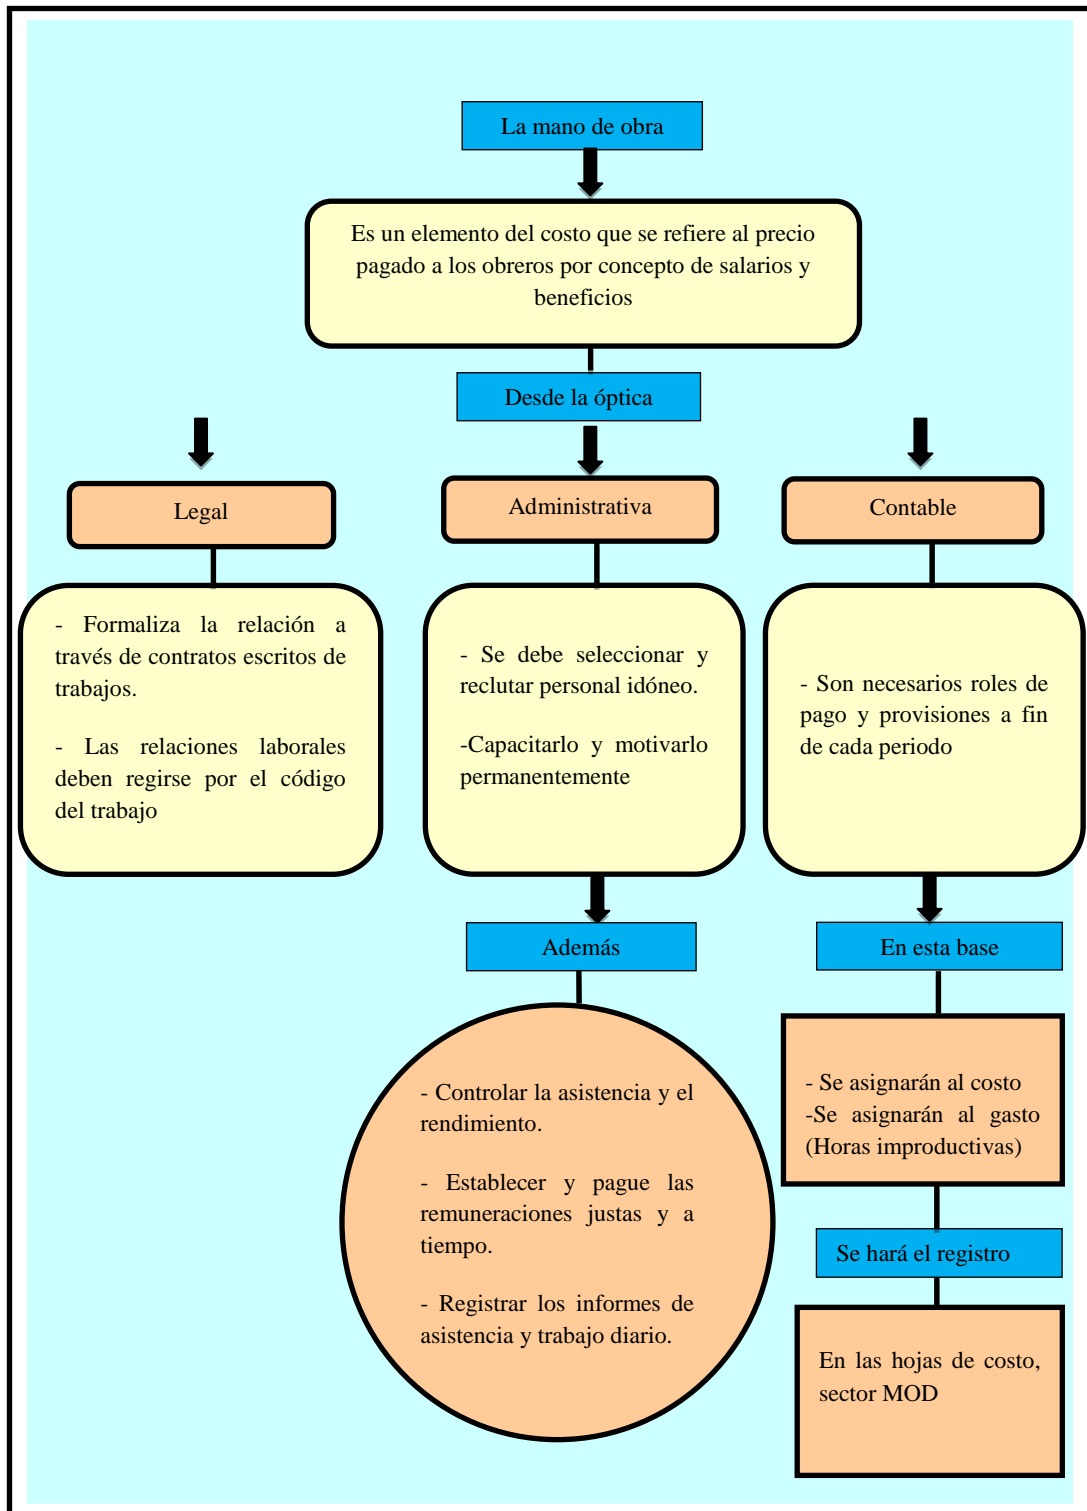 La mano de obra
Es un elemento del costo que se refiere al precio
pagado a los obreros por concepto de salarios y
beneficios
Desde la óptica
Legal
- Formaliza la relación a
través de contratos escritos de
trabajos.
- Las relaciones laborales
deben regirse por el código
del trabajo
Administrativa
- Se debe seleccionar y
reclutar personal idóneo.
-Capacitarlo y motivarlo
permanentemente
Además
- Controlar la asistencia y el
rendimiento.
- Establecer y pague las
remuneraciones justas y a
tiempo.
- Registrar los informes de
asistencia y trabajo diario.
Contable
- Son necesarios roles de
pago y provisiones a fin
de cada periodo
En esta base
- Se asignarán al costo
-Se asignarán al gasto
(Horas improductivas)
Se hará el registro
En las hojas de costo,
sector MOD